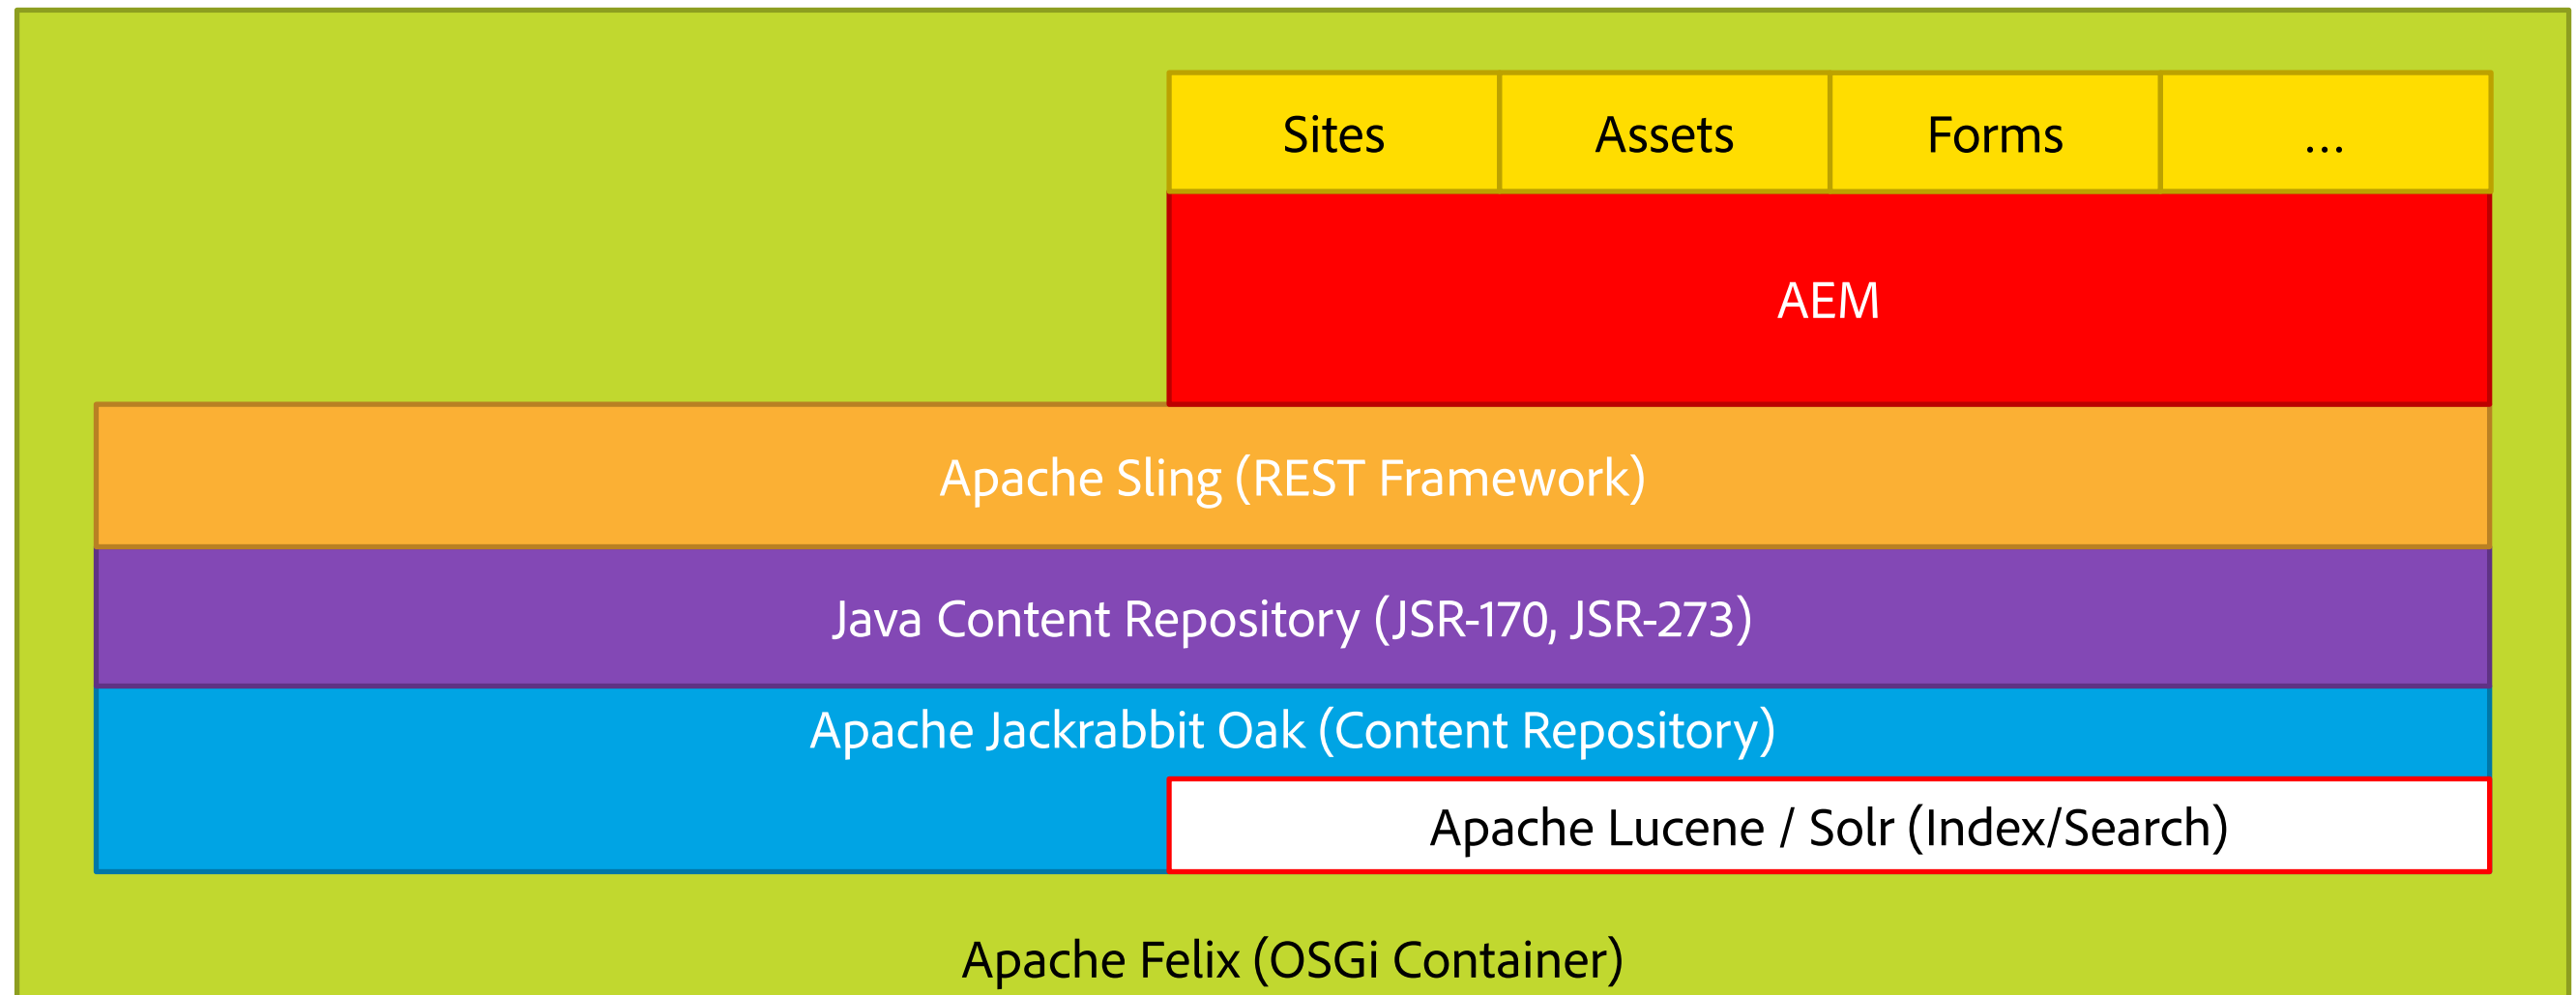 Sites Assets Forms ...
AEM
Apache Sling (REST Framework)
Java Content Repository (JSR-170, JSR-273)
Apache Jackrabbit Oak (Content Repository)
Apache Lucene / Solr (Index/Search)
Apache Felix (OSGi Container)